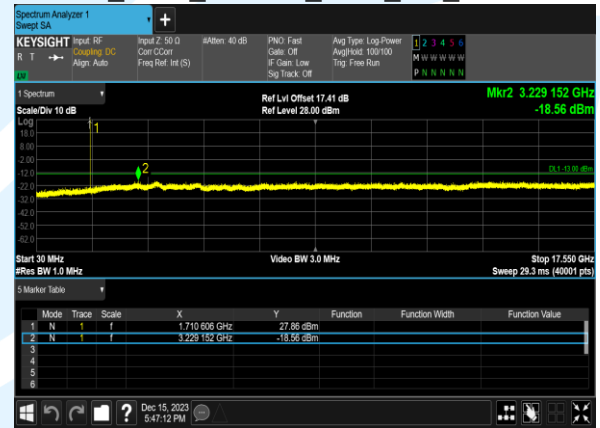 Spectrum Analyzer 1
Swept SA
+
KEYSIGHT Input: RF Input Z: 50 Ω #Atten: 40 dB PNO: Fast Avg Type: Log-Power 1 2 3 4 5 6
R T Coupling: DC Corr CCorr Gate: Off Avg|Hold: 100/100 M W W W W W
Align: Auto Freq Ref: Int (S) IF Gain: Low Trig: Free Run
LV Sig Track: Off P N N N N N
1 Spectrum Ref Lvl Offset 17.41 dB Mkr2 3.229 152 GHz
Scale/Div 10 dB Ref Level 28.00 dBm -18.56 dBm
Log
1
18.0
8.00
-2.00
-12.0 2 DL1 -13.00 dBm
-22.0
-32.0
-42.0
-52.0
-62.0
Start 30 MHz Video BW 3.0 MHz Stop 17.550 GHz
#Res BW 1.0 MHz Sweep 29.3 ms (40001 pts)
5 Marker Table
Mode Trace Scale X Y Function Function Width Function Value
1 N 1 f 1.710 606 GHz 27.86 dBm
2 N 1 f 3.229 152 GHz -18.56 dBm
3
4
5
6
? Dec 15, 2023
5:47:12 PM